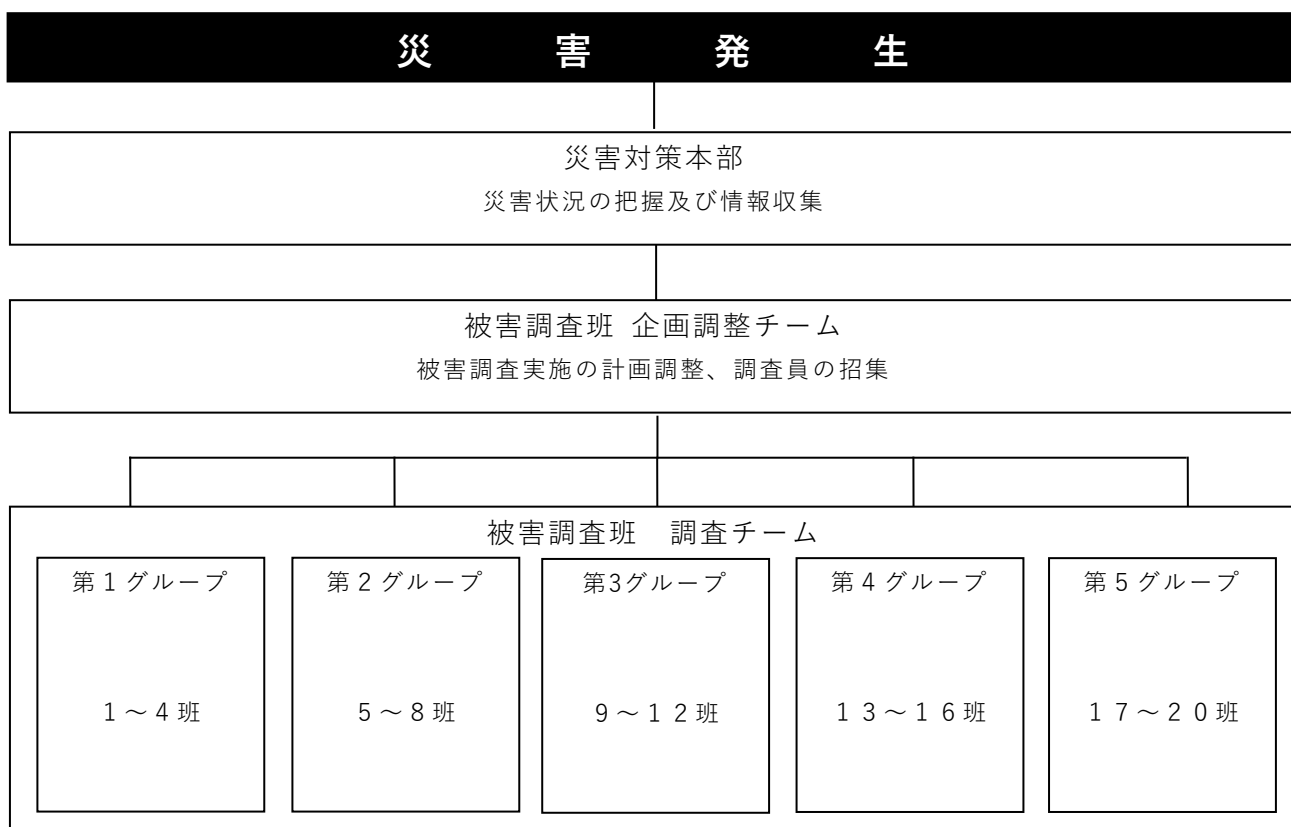 災害発生
災害対策本部
災害状況の把握及び情報収集
被害調査班 企画調整チーム
被害調査実施の計画調整、調査員の招集
被害調査班　調査チーム
第１グループ
第２グループ
第3グループ
第４グループ
第５グループ
１～４班
５～８班
９～１２班
１３～１６班
１７～２０班